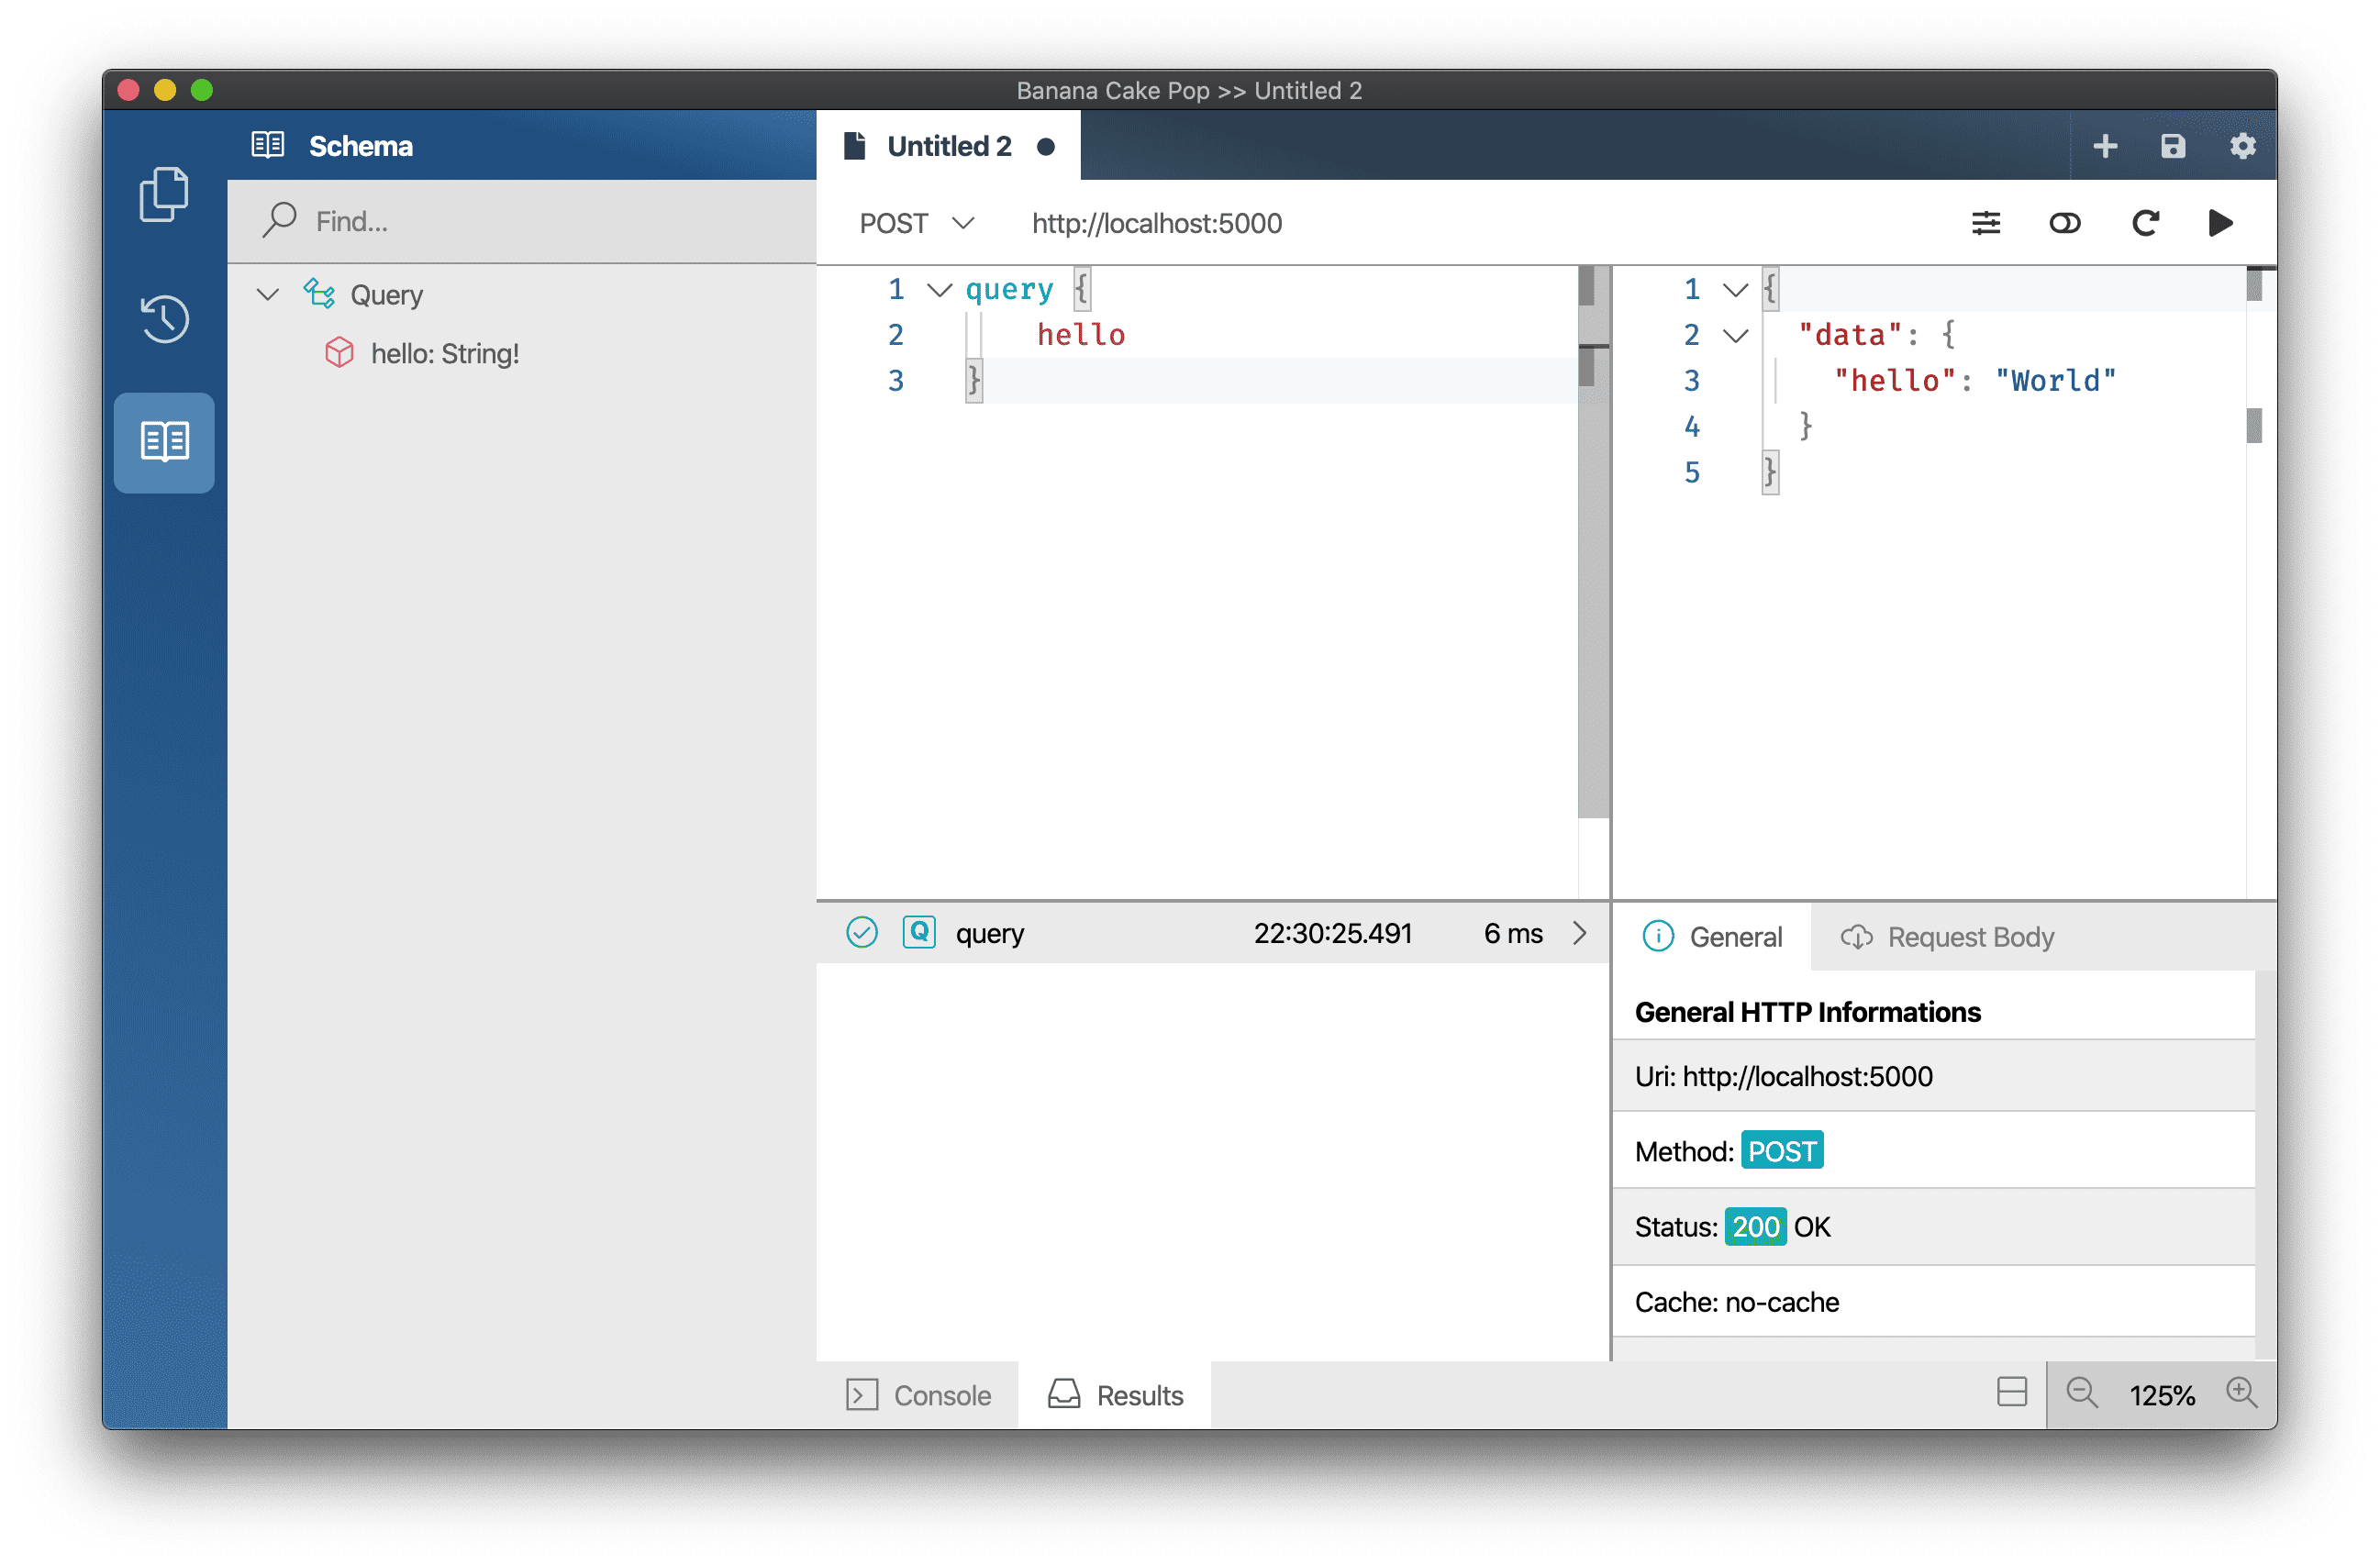 Banana Cake Pop >> Untitled 2
Schema
Untitled 2
Find...
POST
http://localhost:5000
Query
hello: String!
1 query {
2 hello
3 }
1 {
2 "data": {
3 "hello": "World"
4 }
5 }
Q query 22:30:25.491 6 ms
General
Request Body
General HTTP Informations
Uri: http://localhost:5000
Method: POST
Status: 200 OK
Cache: no-cache
Console
Results
125%